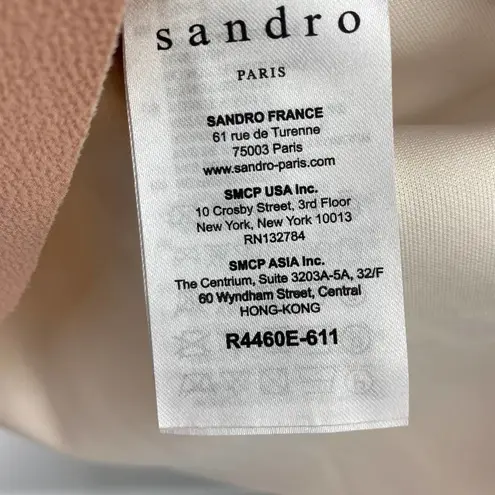 sandro
PARIS
SANDRO FRANCE
61 rue de Turenne
75003 Paris
www.sandro-paris.com
SMCP USA Inc.
10 Crosby Street, 3rd Floor
New York, New York 10013
RN132784
SMCP ASIA Inc.
The Centrium, Suite 3203A-5A, 32/F
60 Wyndham Street, Central
HONG-KONG
R4460E-611